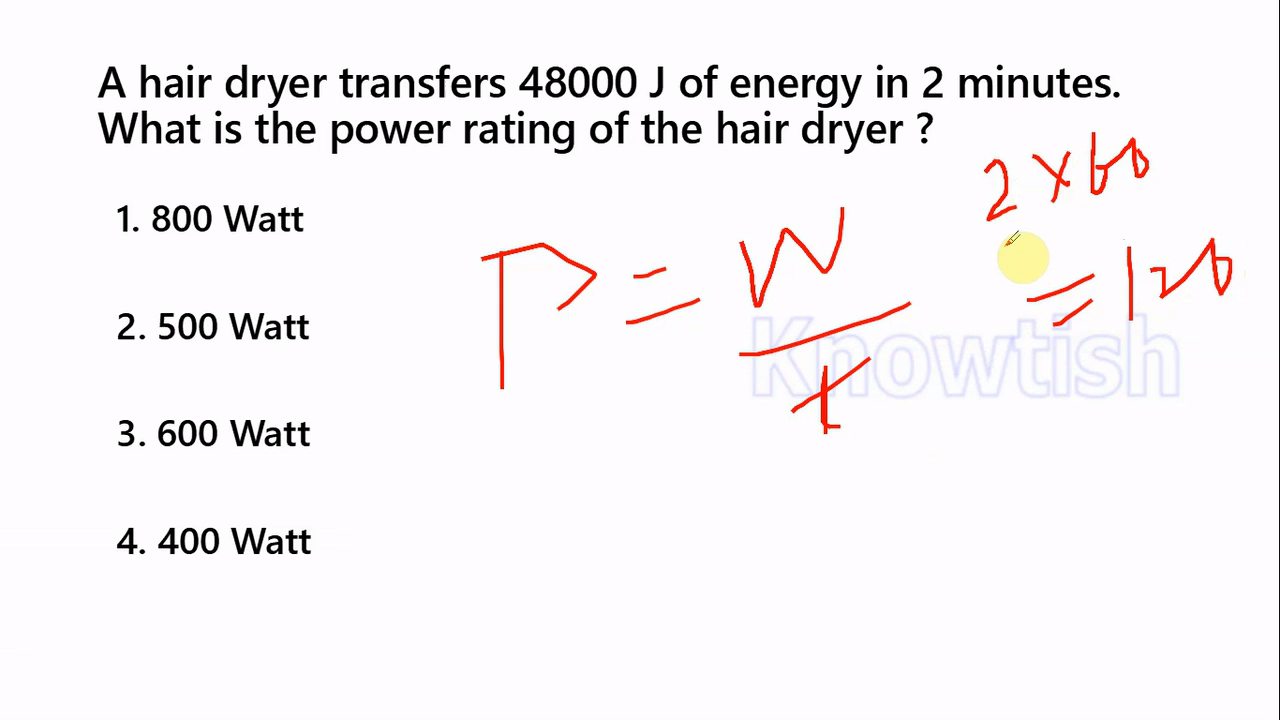 A hair dryer transfers 48000 J of energy in 2 minutes.
What is the power rating of the hair dryer ?
2 x 60
= 120
1. 800 Watt
P = W
t
Knowtish
2. 500 Watt
3. 600 Watt
4. 400 Watt